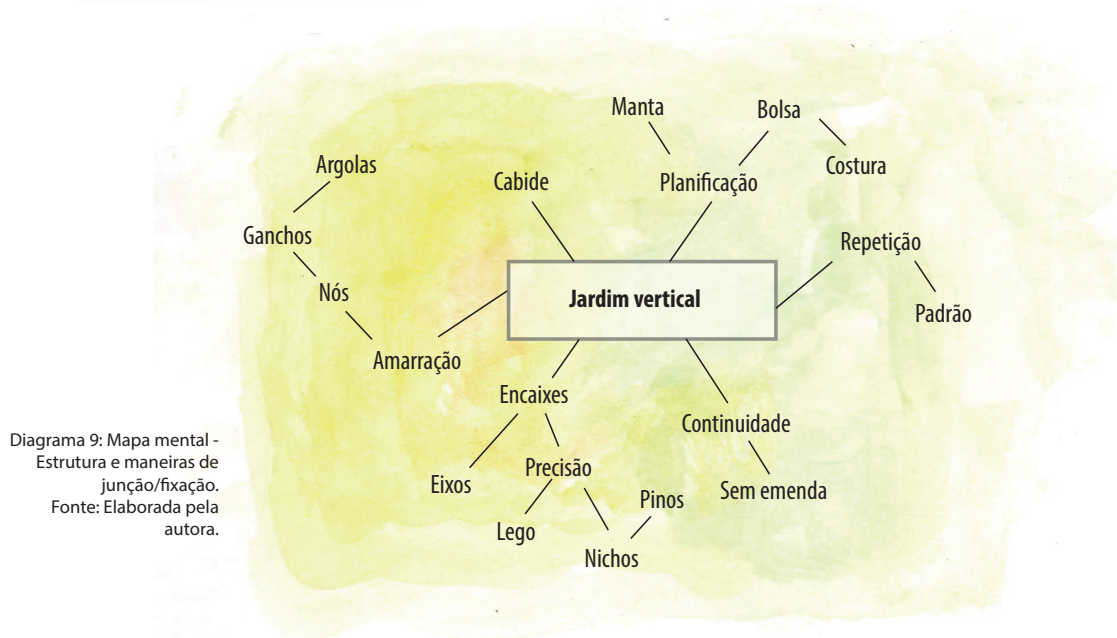 Manta
Bolsa
Argolas
Cabide
Planificação
Costura
Ganchos
Repetição
Nós
Jardim vertical
Padrão
Amarração
Encaixes
Continuidade
Diagrama 9: Mapa mental -
Estrutura e maneiras de
junção/fixação.
Fonte: Elaborada pela
autora.
Eixos
Precisão
Pinos
Sem emenda
Lego
Nichos